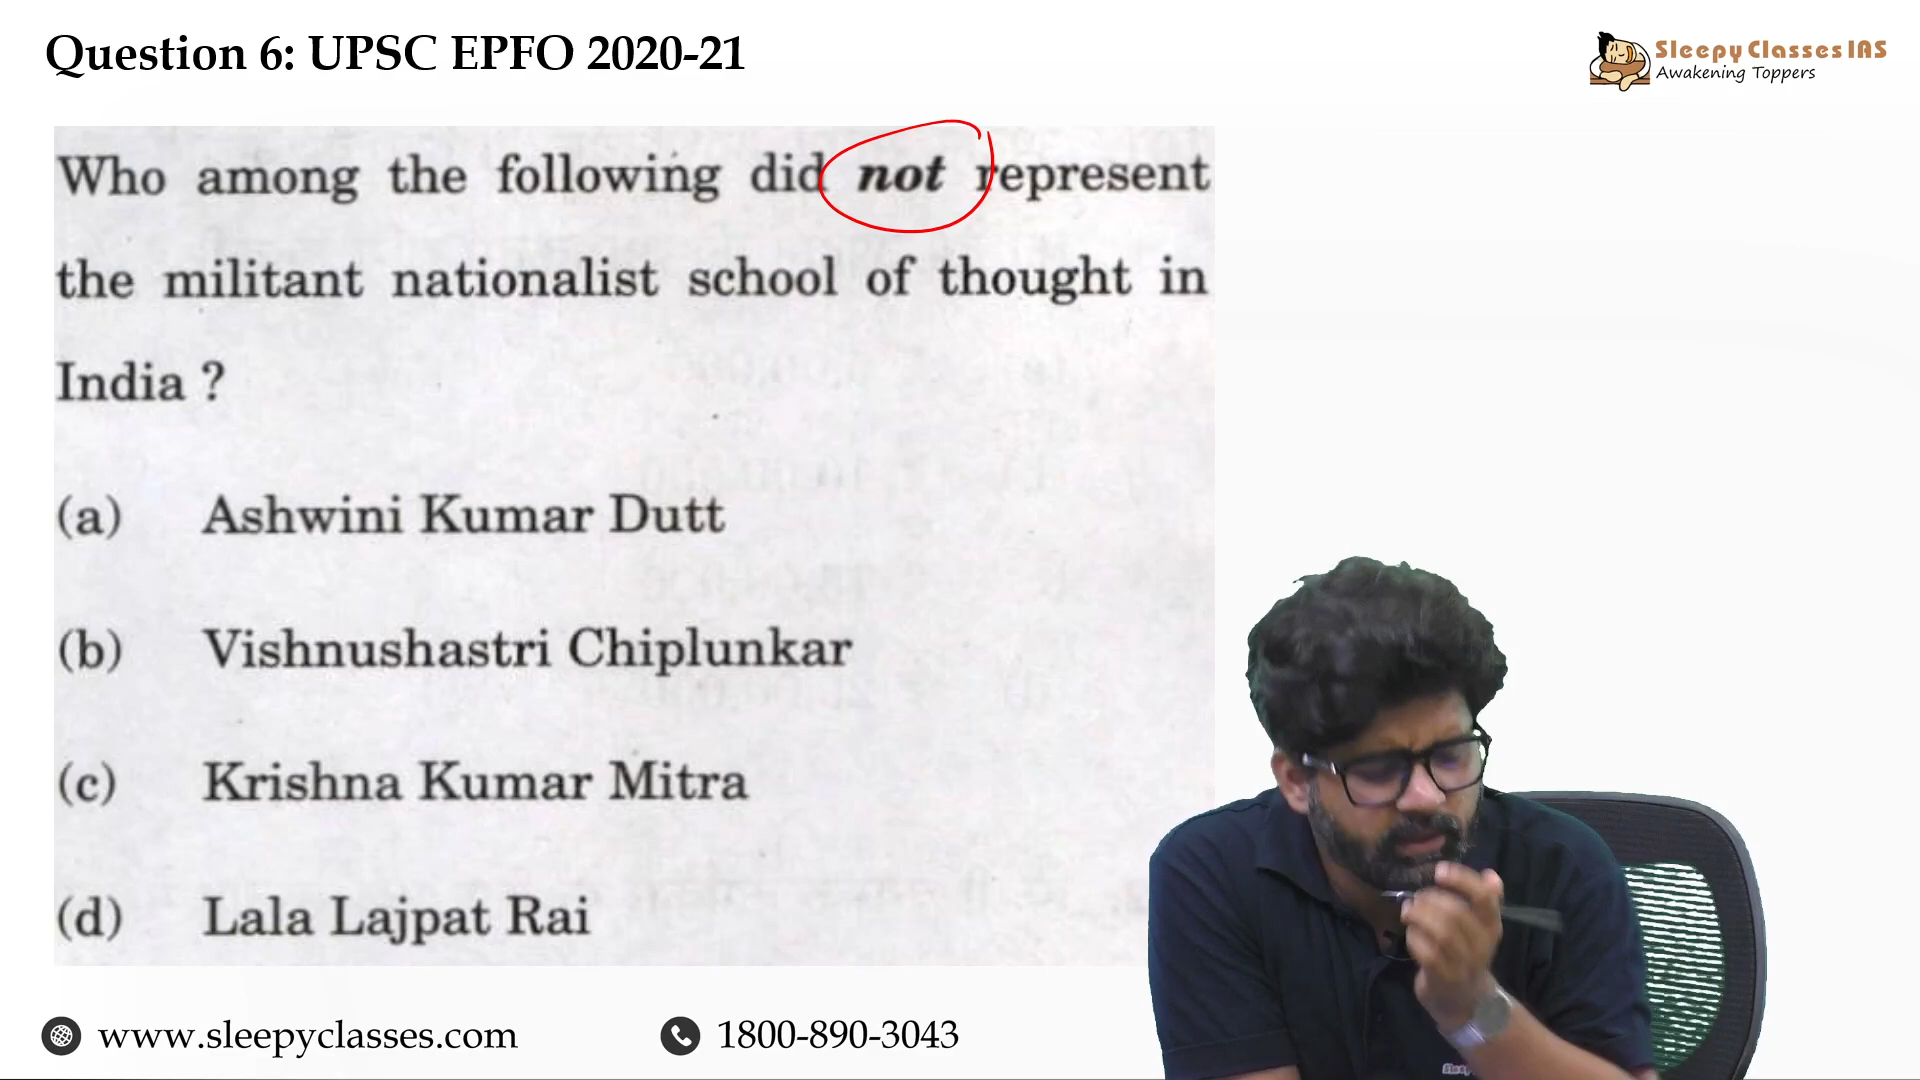 Question 6: UPSC EPFO 2020-21
Sleepy Classes IAS
Awakening Toppers
Who among the following did not represent
the militant nationalist school of thought in
India ?
(a) Ashwini Kumar Dutt
(b) Vishnushastri Chiplunkar
(c) Krishna Kumar Mitra
(d) Lala Lajpat Rai
www.sleepyclasses.com
1800-890-3043